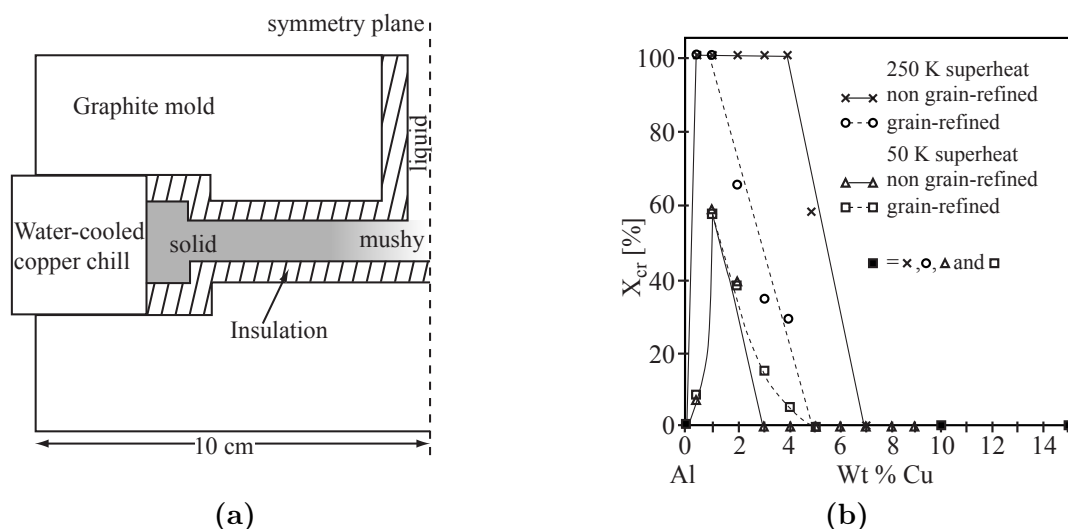 symmetry plane
Graphite mold
liquid
Water-cooled
copper chill
solid
mushy
Insulation
10 cm
(a)
X_cr [%]
100
80
60
40
20
0
0 2 4 6 8 10 12 14
Al
Wt % Cu
250 K superheat
non grain-refined
grain-refined
50 K superheat
non grain-refined
grain-refined
■ = ×,○,△ and □
(b)